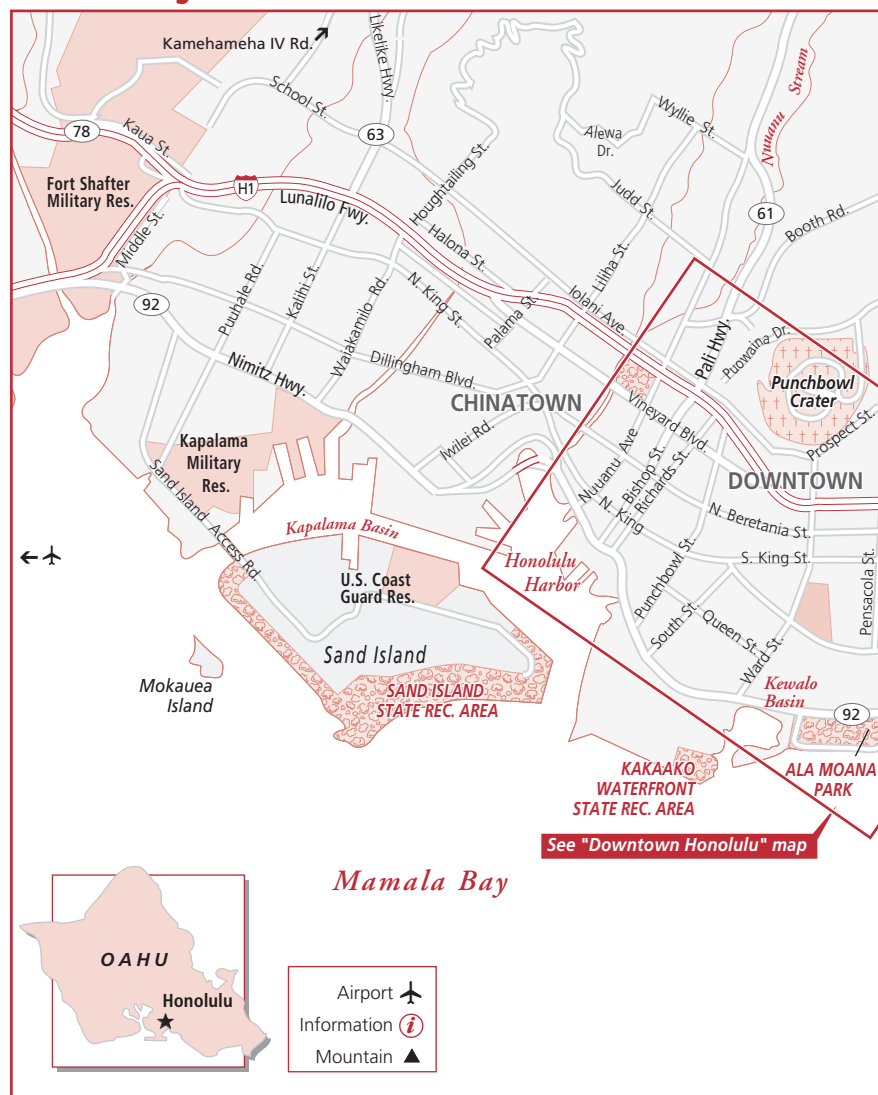 Kamehameha IV Rd.
Likelike Hwy.
School St.
Nuuanu Stream
Wyllie St.
78
Kaua St.
63
Alewa
Dr.
Houghtailing St.
Fort Shafter
Military Res.
H1
Lunalilo Fwy.
Judd St.
61
Booth Rd.
Middle St.
Halona St.
Liliha St.
Puuhale Rd.
Kalihi St.
Waiakamilo Rd.
N. King St.
Palama St.
Iolani Ave.
92
Pali Hwy.
Puowaina Dr.
Nimitz Hwy.
Dillingham Blvd.
Punchbowl
Crater
CHINATOWN
Vineyard Blvd.
Prospect St.
Kapalama
Military
Res.
Iwilei Rd.
Nuuanu Ave
Bishop St.
Richards St.
DOWNTOWN
Sand Island Access Rd.
N. King
N. Beretania St.
Kapalama Basin
Honolulu
Harbor
S. King St.
U.S. Coast
Guard Res.
Punchbowl St.
Pensacola St.
South St.
Queen St.
Ward St.
Sand Island
Mokauea
Island
SAND ISLAND
STATE REC. AREA
Kewalo
Basin
92
KAKAAKO
WATERFRONT
STATE REC. AREA
ALA MOANA
PARK
See "Downtown Honolulu" map
Mamala Bay
OAHU
Honolulu
Airport
Information i
Mountain